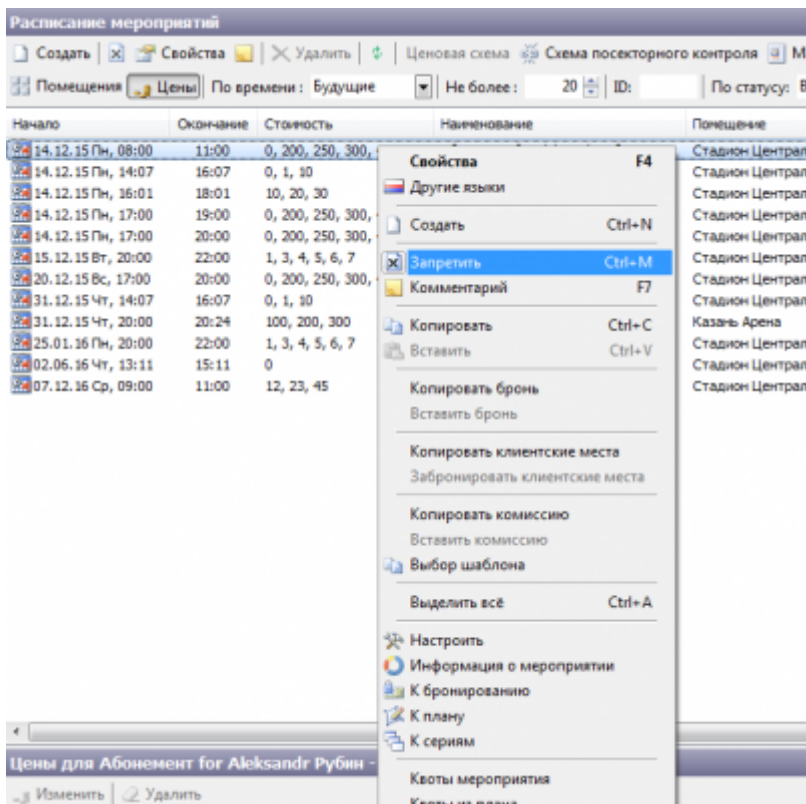 Расписание мероприятий
Создать Свойства Удалить Ценовая схема Схема посекторного контроля
Помещения Цены По времени: Будущие Не более: 20 ID: По статусу:
Начало Окончание Стоимость Наименование Помещение
14.12.15 Пн, 08:00 11:00 0, 200, 250, 300, Стадион Централ
14.12.15 Пн, 14:07 16:07 0, 1, 10 Стадион Централ
14.12.15 Пн, 16:01 18:01 10, 20, 30 Стадион Централ
14.12.15 Пн, 17:00 19:00 0, 200, 250, 300, Стадион Централ
14.12.15 Пн, 17:00 20:00 0, 200, 250, 300, Стадион Централ
15.12.15 Вт, 20:00 22:00 1, 3, 4, 5, 6, 7 Стадион Централ
20.12.15 Вс, 17:00 20:00 0, 200, 250, 300, Стадион Централ
31.12.15 Чт, 14:07 16:07 0, 1, 10 Стадион Централ
31.12.15 Чт, 20:00 20:24 100, 200, 300 Казань Арена
25.01.16 Пн, 20:00 22:00 1, 3, 4, 5, 6, 7 Стадион Централ
02.06.16 Чт, 13:11 15:11 0 Стадион Централ
07.12.16 Ср, 09:00 11:00 12, 23, 45 Стадион Централ
Свойства F4
Другие языки
Создать Ctrl+N
Запретить Ctrl+M
Комментарий F7
Копировать Ctrl+C
Вставить Ctrl+V
Копировать бронь
Вставить бронь
Копировать клиентские места
Забронировать клиентские места
Копировать комиссию
Вставить комиссию
Выбор шаблона
Выделить всё Ctrl+A
Настроить
Информация о мероприятии
К бронированию
К плану
К сериям
Квоты мероприятия
Цены для Абонемент for Aleksandr Рубин -
Изменить Удалить